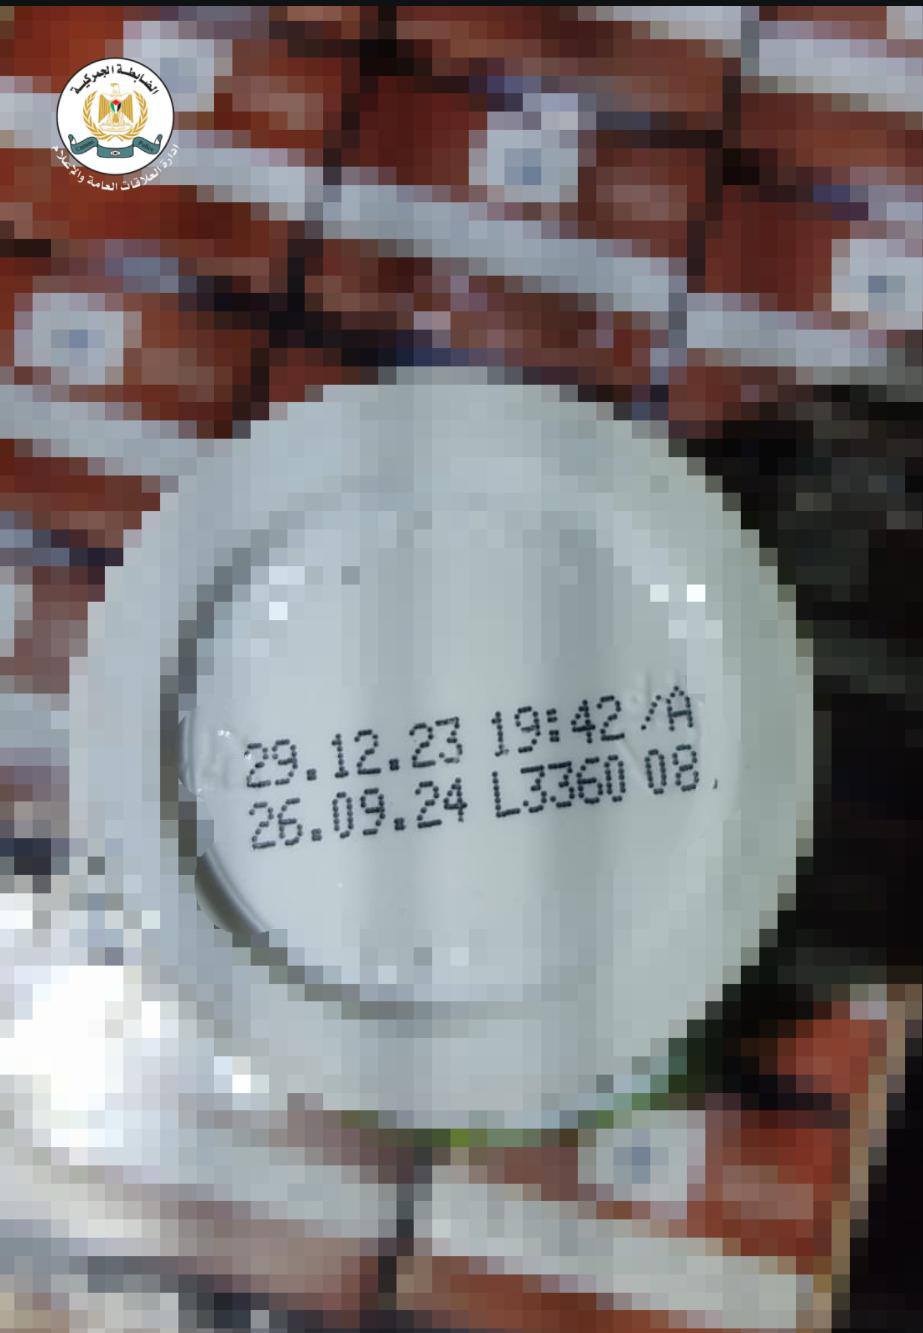 الضابطة الجمركية
إدارة العلاقات العامة والإعلام
29.12.23 19:42 /A
26.09.24 L3360 08